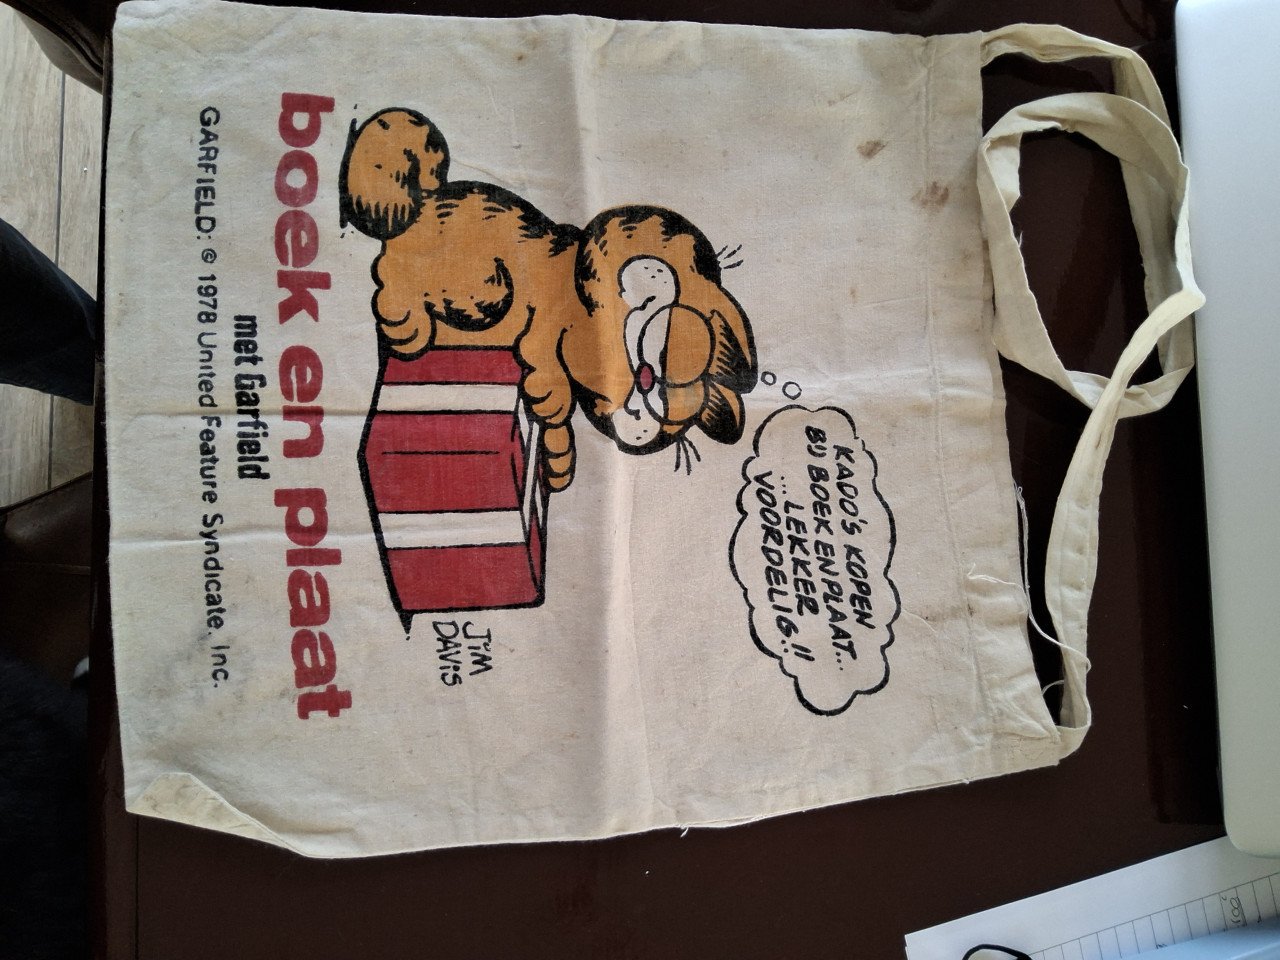 KADO'S KOPEN
BIJ BOEK EN PLAAT...
...LEKKER
VOORDELIG!!
JIM
DAVIS
boek en plaat
met Garfield
GARFIELD: © 1978 United Feature Syndicate, Inc.